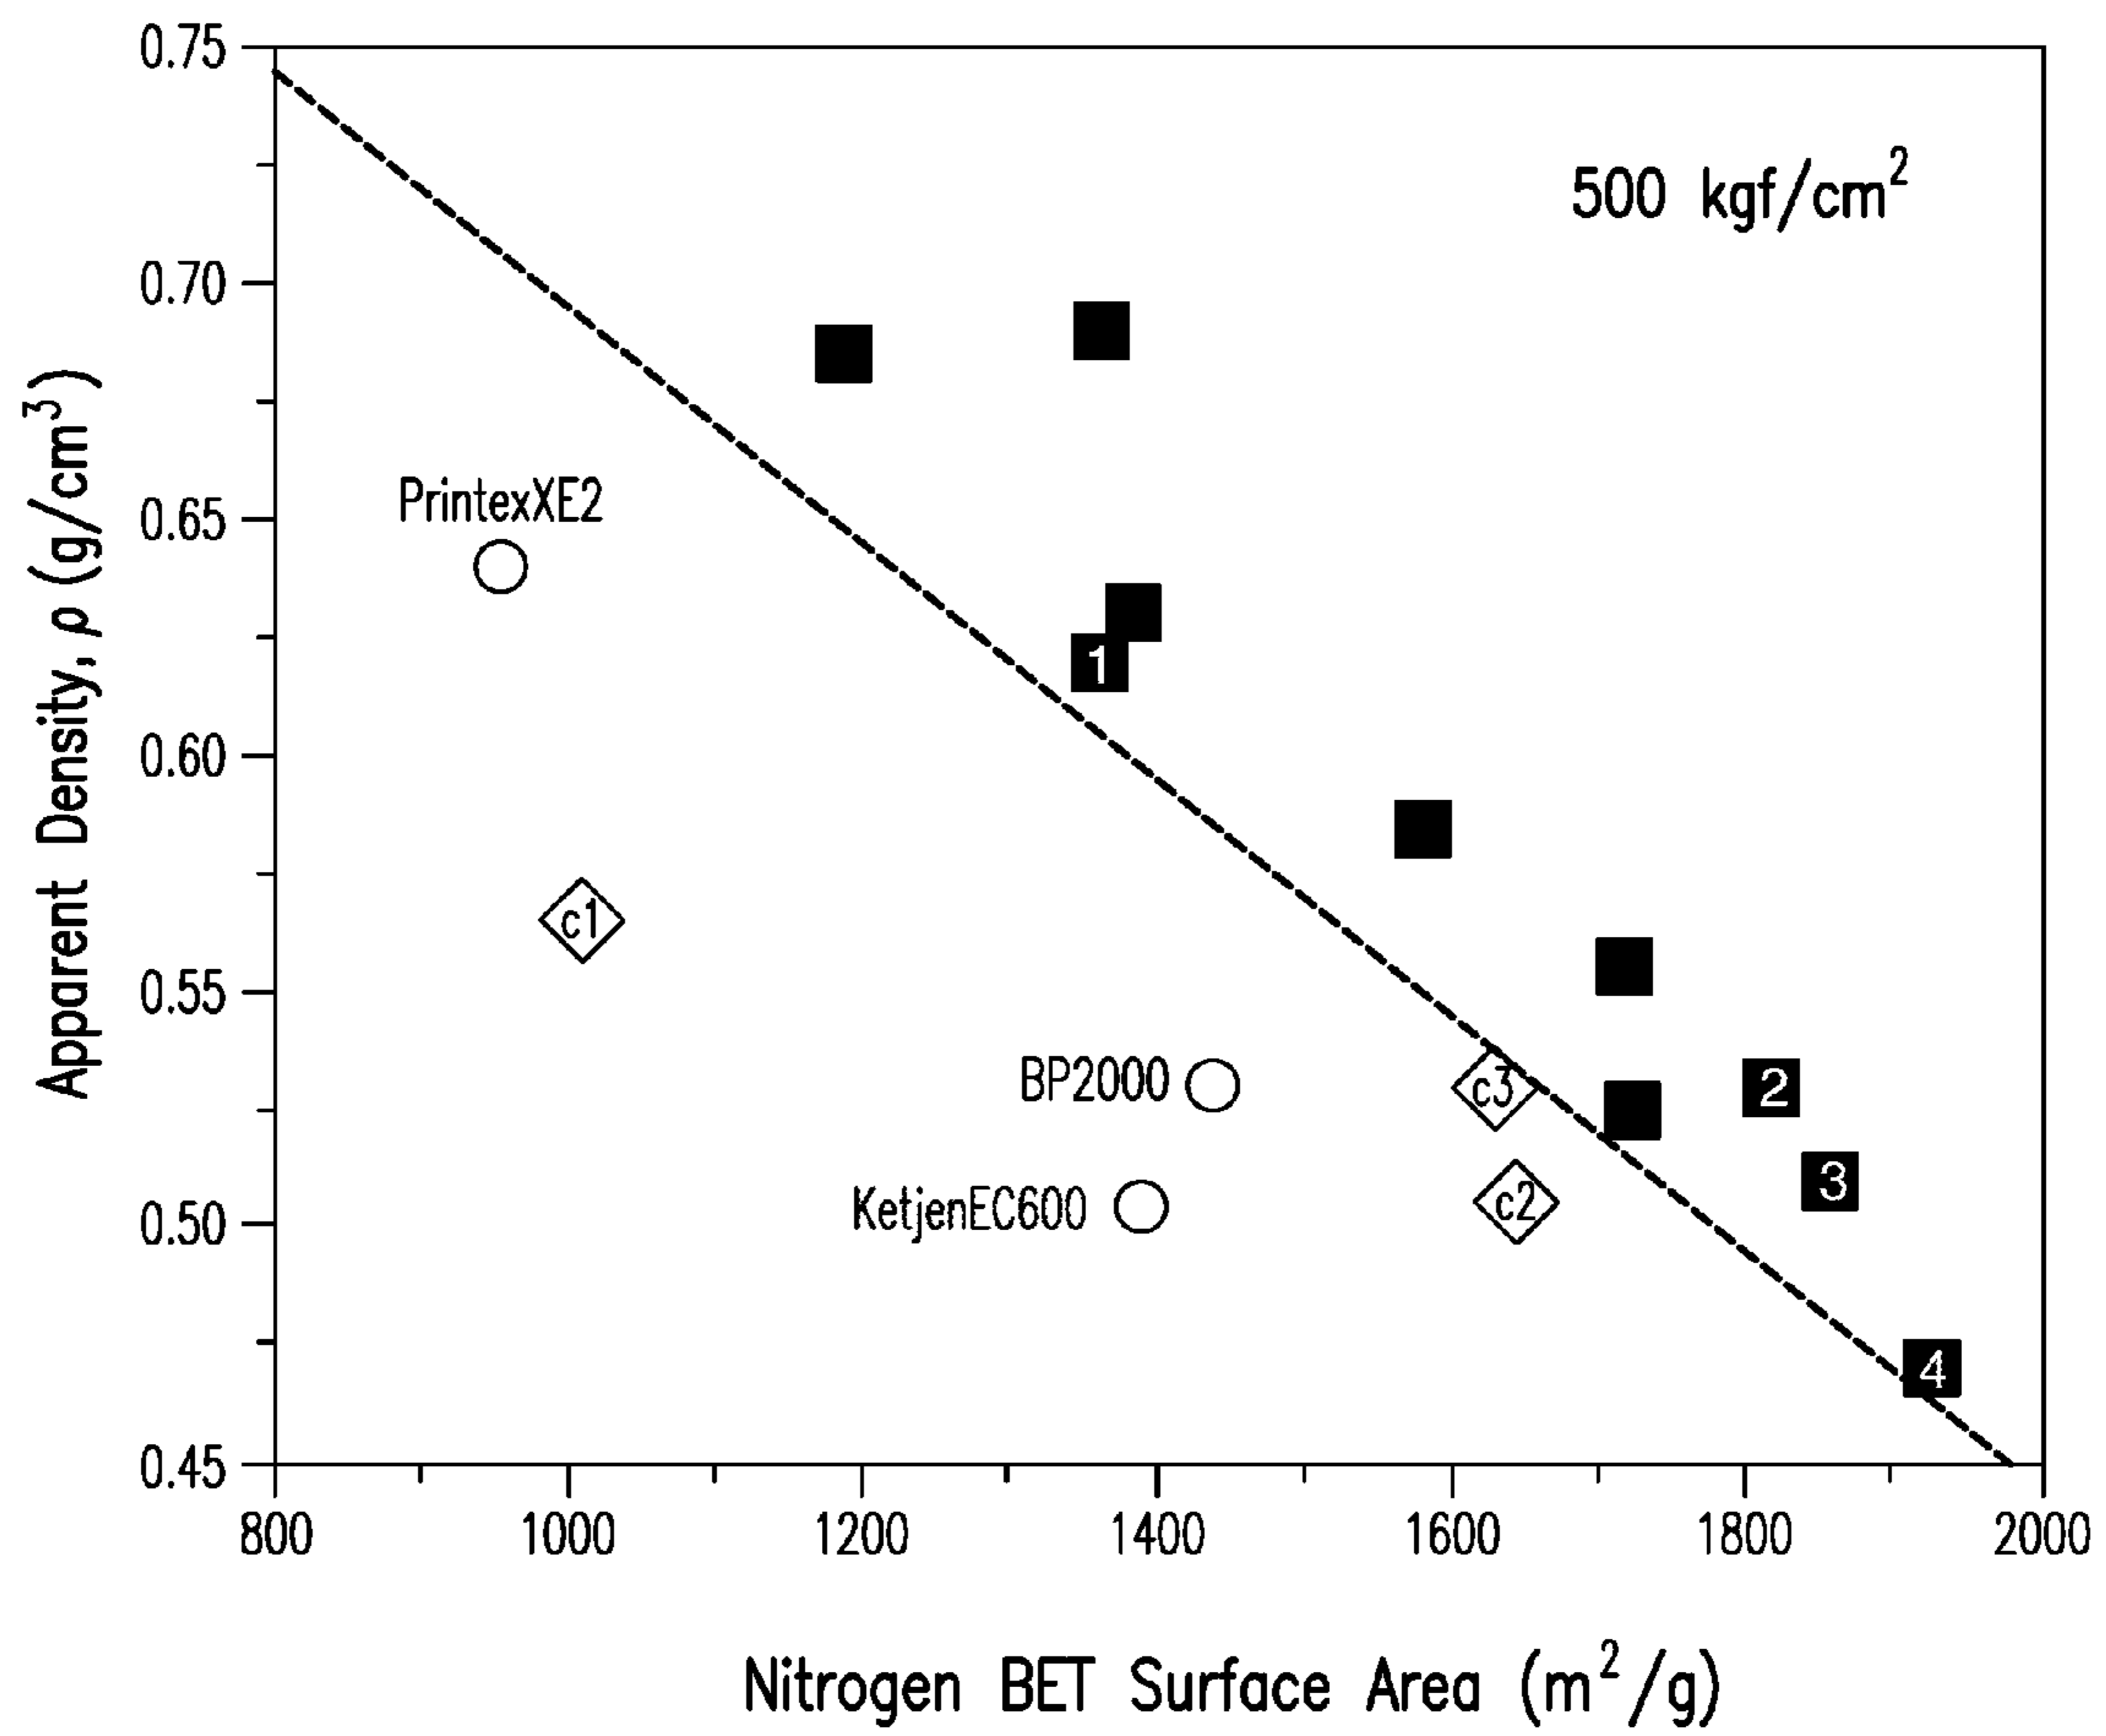 0.75
500 kgf/cm²
0.70
PrintexXE2
0.65
1
0.60
c1
0.55
BP2000
c3
2
KetjenEC600
c2
3
0.50
4
0.45
800 1000 1200 1400 1600 1800 2000
Nitrogen BET Surface Area (m²/g)
Apparent Density, ρ (g/cm³)